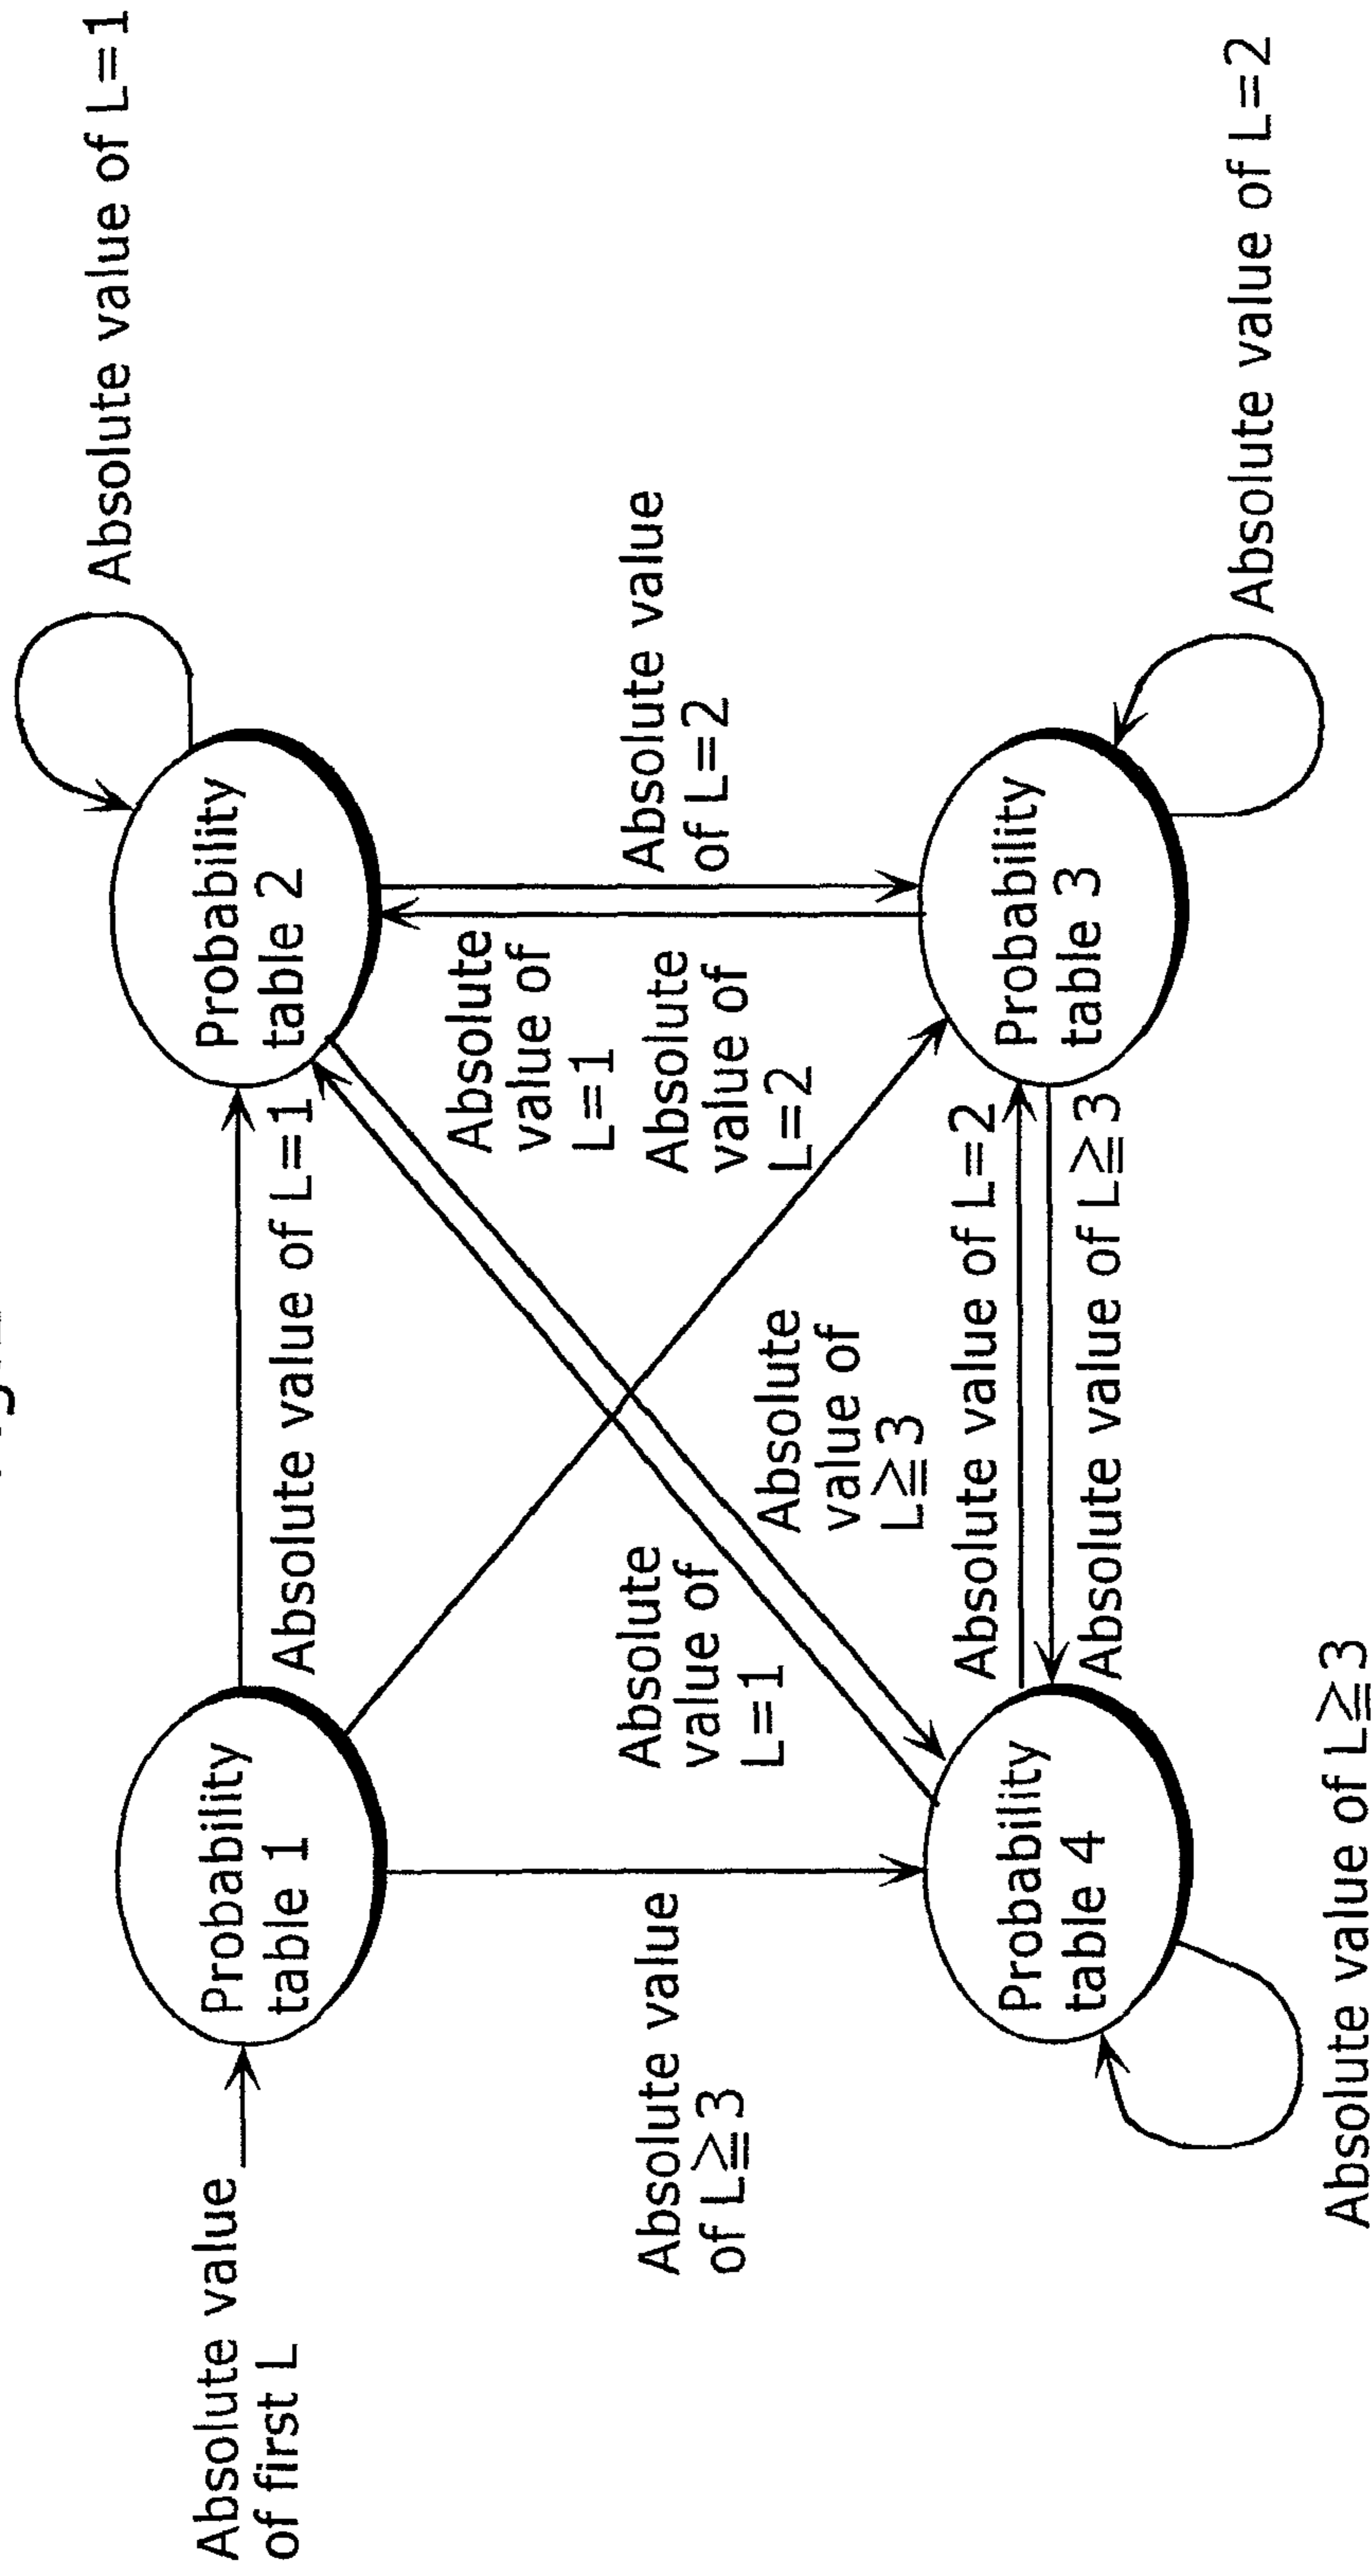 Absolute value
of first L
Probability
table 1
Absolute value of L=1
Probability
table 2
Absolute value of L=1
Absolute value
of L≧3
Absolute
value of
L=1
Absolute
value of
L≧3
Absolute
value of
L=1
Absolute
value of
L=2
Absolute value
of L=2
Probability
table 4
Absolute value of L=2
Absolute value of L≧3
Probability
table 3
Absolute value of L=2
Absolute value of L≧3